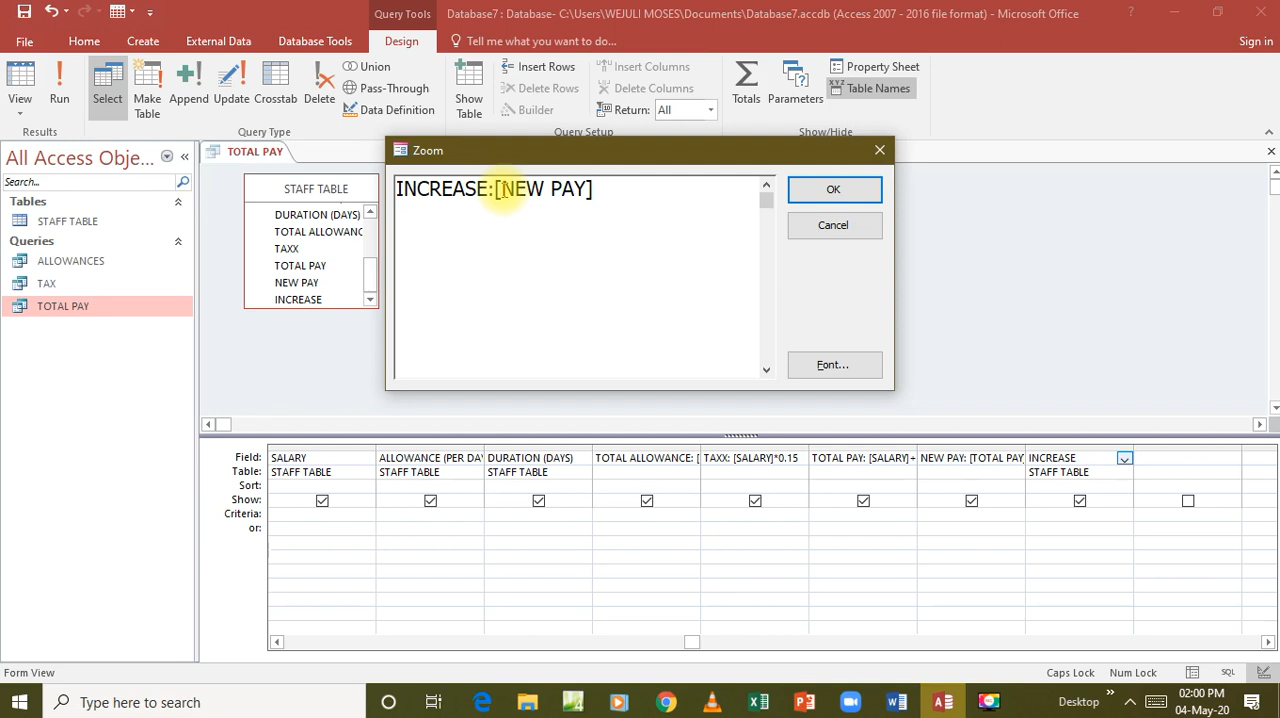 Query Tools
Database7 : Database- C:\Users\WEJULI MOSES\Documents\Database7.accdb (Access 2007 - 2016 file format) - Microsoft Office
File Home Create External Data Database Tools Design Tell me what you want to do... Sign in
View
Run
Select
Make Table
Append
Update
Crosstab
Delete
Union
Pass-Through
Data Definition
Show Table
Insert Rows
Delete Rows
Builder
Insert Columns
Delete Columns
Return: All
Totals
Parameters
Property Sheet
Table Names
Results Query Type Query Setup Show/Hide
All Access Obje...
Search...
Tables
STAFF TABLE
Queries
ALLOWANCES
TAX
TOTAL PAY
TOTAL PAY
STAFF TABLE
DURATION (DAYS)
TOTAL ALLOWANC
TAXX
TOTAL PAY
NEW PAY
INCREASE
Zoom
INCREASE:[NEW PAY]
OK
Cancel
Font...
Field: SALARY ALLOWANCE (PER DAY DURATION (DAYS) TOTAL ALLOWANCE: [ TAXX: [SALARY]*0.15 TOTAL PAY: [SALARY]+ NEW PAY: [TOTAL PAY] INCREASE
Table: STAFF TABLE STAFF TABLE STAFF TABLE STAFF TABLE
Sort:
Show:
Criteria:
or:
Form View Caps Lock Num Lock SQL
Type here to search Desktop 02:00 PM
04-May-20